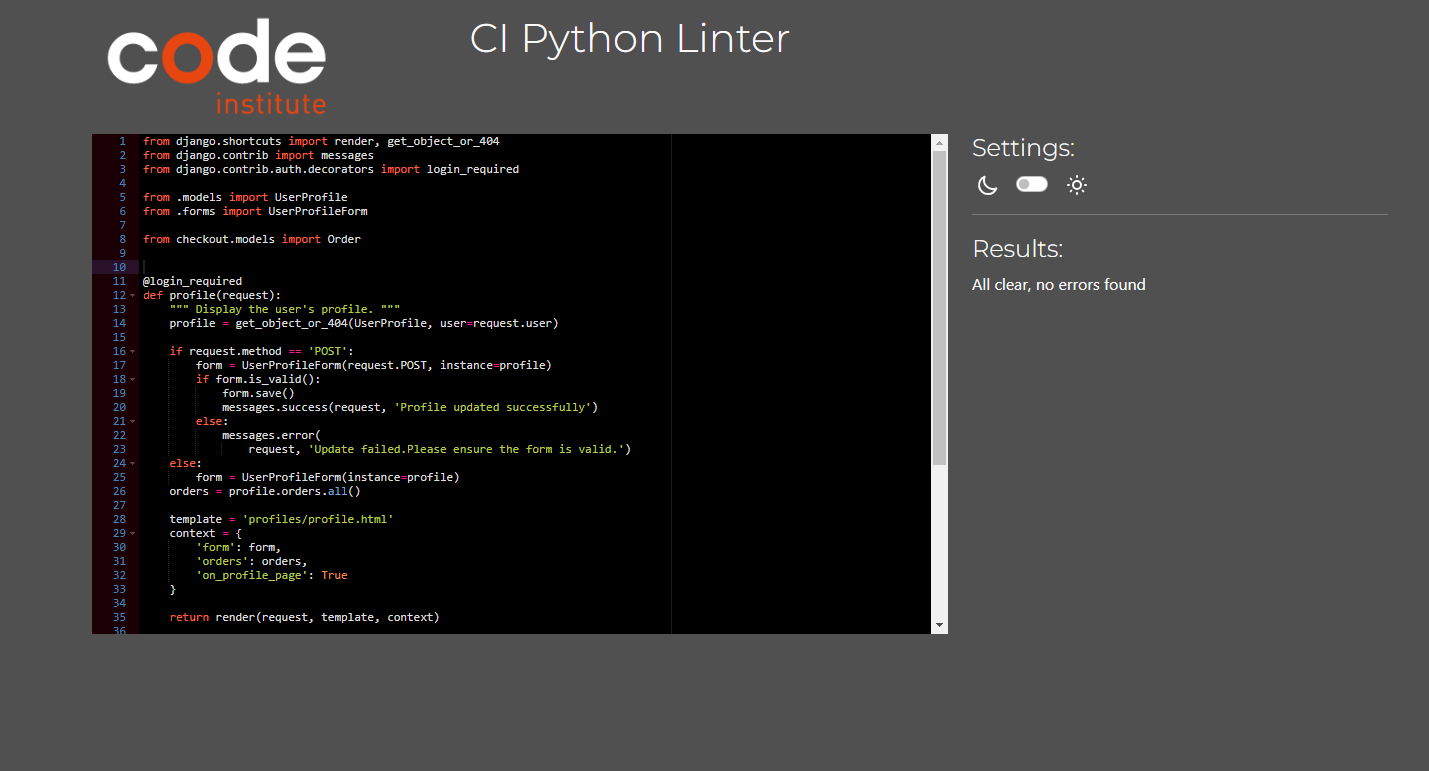 code
institute
CI Python Linter
1 from django.shortcuts import render, get_object_or_404
2 from django.contrib import messages
3 from django.contrib.auth.decorators import login_required
4
5 from .models import UserProfile
6 from .forms import UserProfileForm
7
8 from checkout.models import Order
9
10
11 @login_required
12 def profile(request):
13     """ Display the user's profile. """
14     profile = get_object_or_404(UserProfile, user=request.user)
15
16     if request.method == 'POST':
17         form = UserProfileForm(request.POST, instance=profile)
18         if form.is_valid():
19             form.save()
20             messages.success(request, 'Profile updated successfully')
21         else:
22             messages.error(
23                 request, 'Update failed.Please ensure the form is valid.')
24     else:
25         form = UserProfileForm(instance=profile)
26     orders = profile.orders.all()
27
28     template = 'profiles/profile.html'
29     context = {
30         'form': form,
31         'orders': orders,
32         'on_profile_page': True
33     }
34
35     return render(request, template, context)
36
Settings:
Results:
All clear, no errors found